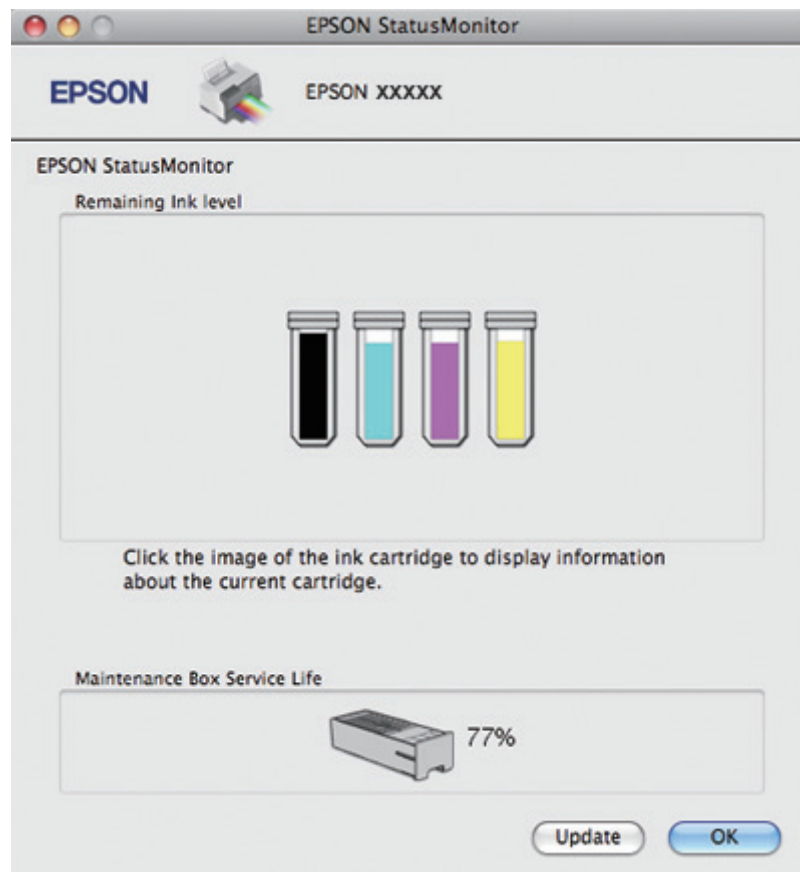 EPSON StatusMonitor
EPSON
EPSON XXXXX
EPSON StatusMonitor
Remaining Ink level
Click the image of the ink cartridge to display information
about the current cartridge.
Maintenance Box Service Life
77%
Update
OK